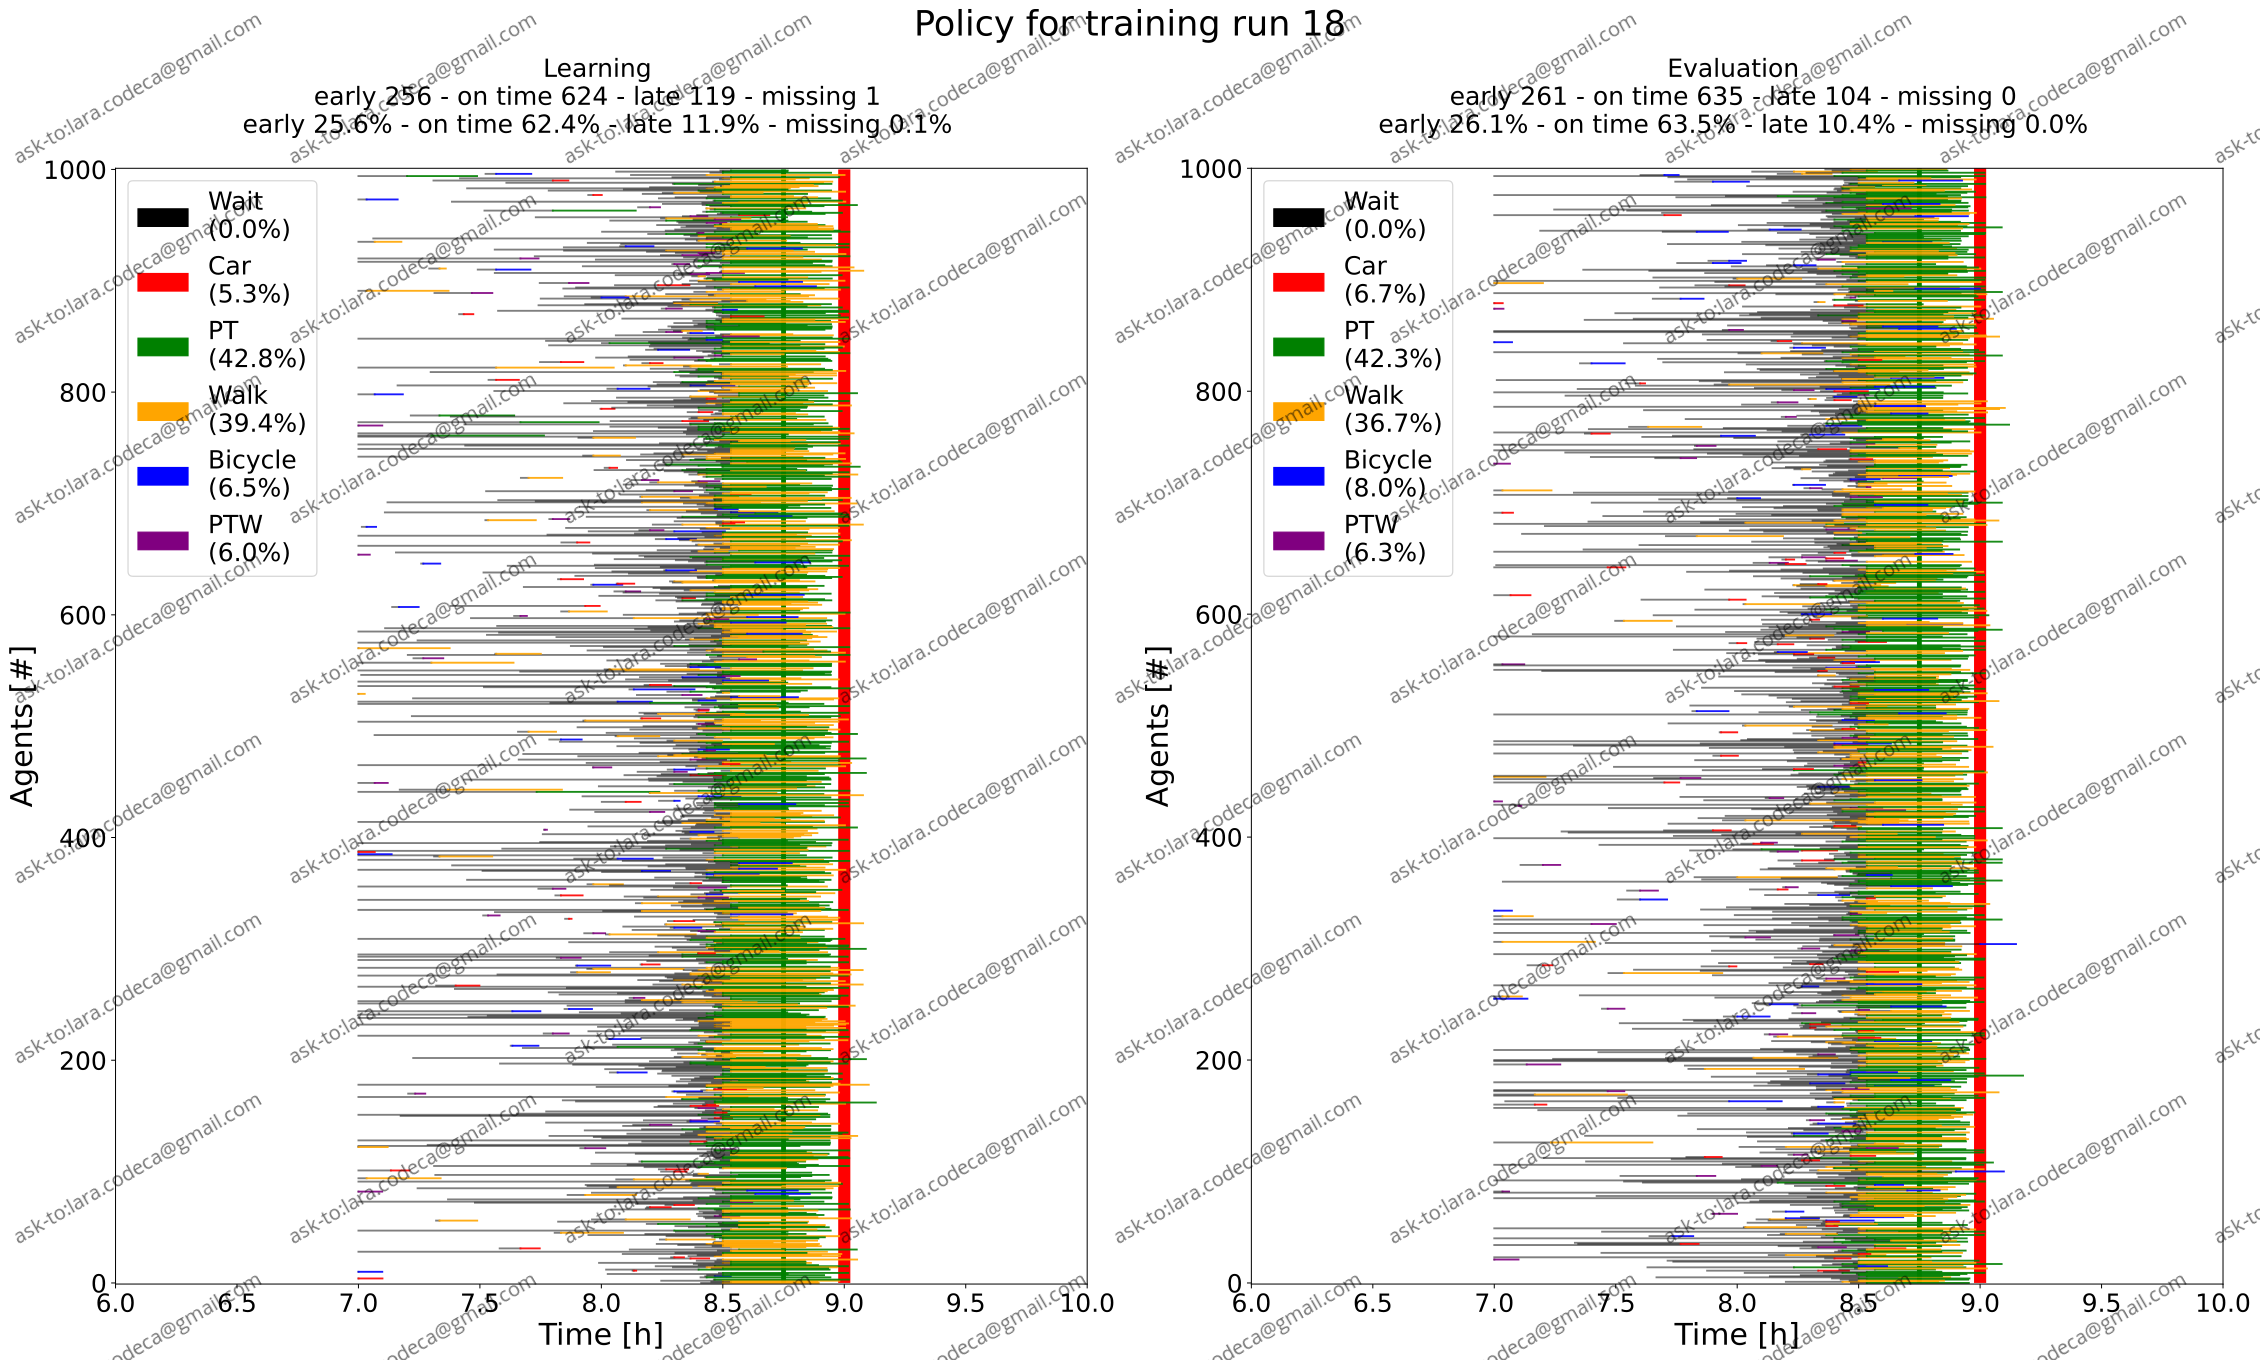 Policy for training run 18
Learning
early 256 - on time 624 - late 119 - missing 1
early 25.6% - on time 62.4% - late 11.9% - missing 0.1%
1000
800
600
400
200
0
Agents [#]
Wait
(0.0%)
Car
(5.3%)
PT
(42.8%)
Walk
(39.4%)
Bicycle
(6.5%)
PTW
(6.0%)
6.0 6.5 7.0 7.5 8.0 8.5 9.0 9.5 10.0
Time [h]
Evaluation
early 261 - on time 635 - late 104 - missing 0
early 26.1% - on time 63.5% - late 10.4% - missing 0.0%
1000
800
600
400
200
0
Agents [#]
Wait
(0.0%)
Car
(6.7%)
PT
(42.3%)
Walk
(36.7%)
Bicycle
(8.0%)
PTW
(6.3%)
6.0 6.5 7.0 7.5 8.0 8.5 9.0 9.5 10.0
Time [h]
ask-to:lara.codeca@gmail.com